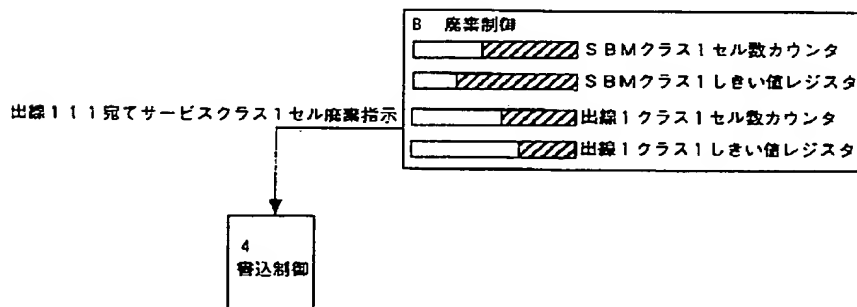 B 廃棄制御
SBMクラス1セル数カウンタ
SBMクラス1しきい値レジスタ
出線111宛てサービスクラス1セル廃棄指示
出線1クラス1セル数カウンタ
出線1クラス1しきい値レジスタ
4
書込制御